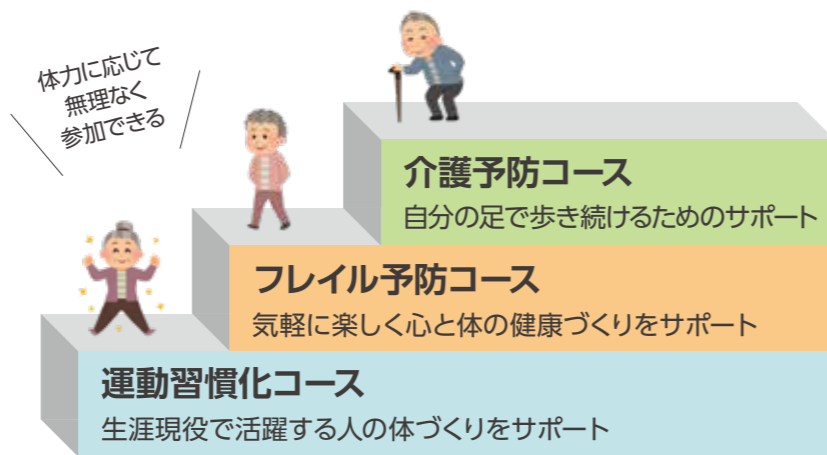 体力に応じて
無理なく
参加できる
介護予防コース
自分の足で歩き続けるためのサポート
フレイル予防コース
気軽に楽しく心と体の健康づくりをサポート
運動習慣化コース
生涯現役で活躍する人の体づくりをサポート